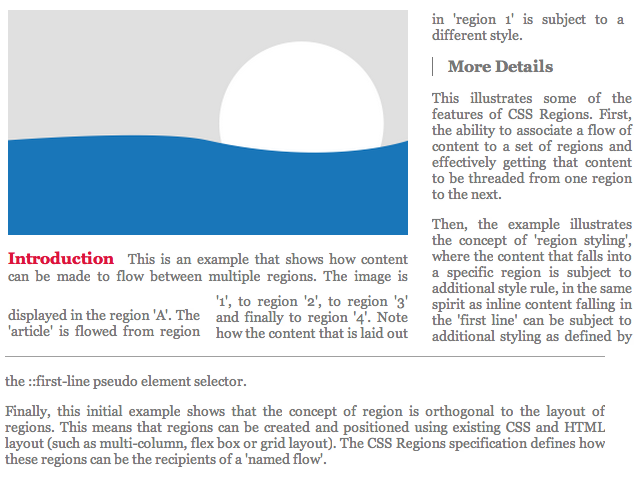 Introduction This is an example that shows how content
can be made to flow between multiple regions. The image is
displayed in the region 'A'. The
'article' is flowed from region
'1', to region '2', to region '3'
and finally to region '4'. Note
how the content that is laid out
in 'region 1' is subject to a
different style.
More Details
This illustrates some of the
features of CSS Regions. First,
the ability to associate a flow of
content to a set of regions and
effectively getting that content
to be threaded from one region
to the next.
Then, the example illustrates
the concept of 'region styling',
where the content that falls into
a specific region is subject to
additional style rule, in the same
spirit as inline content falling in
the 'first line' can be subject to
additional styling as defined by
the ::first-line pseudo element selector.
Finally, this initial example shows that the concept of region is orthogonal to the layout of
regions. This means that regions can be created and positioned using existing CSS and HTML
layout (such as multi-column, flex box or grid layout). The CSS Regions specification defines how
these regions can be the recipients of a 'named flow'.